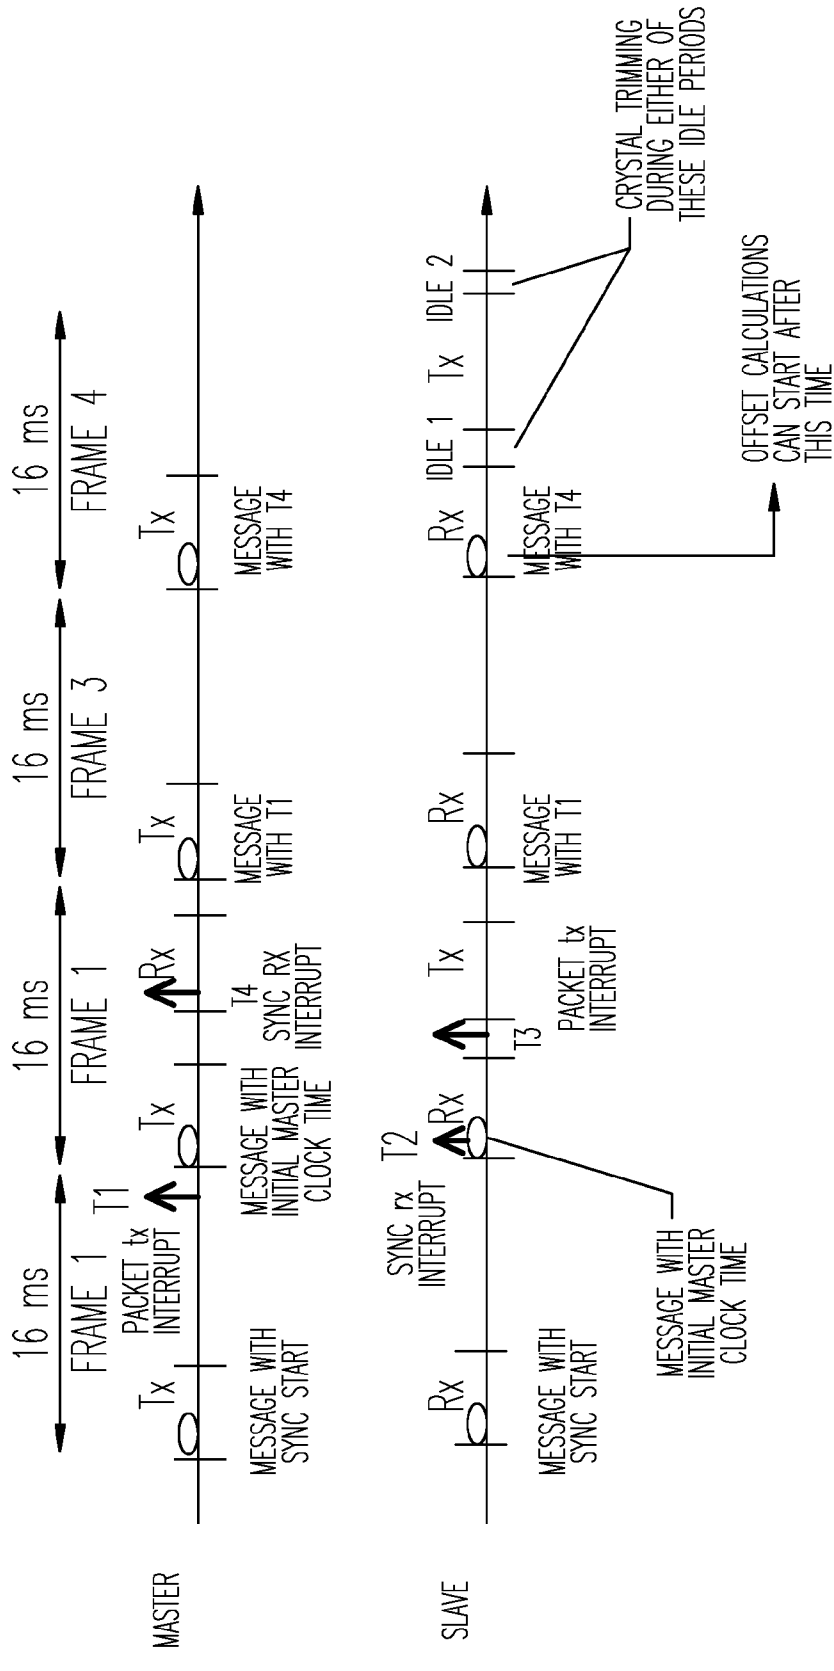 16 ms
FRAME 1
16 ms
FRAME 1
16 ms
FRAME 3
16 ms
FRAME 4
MASTER
Tx
MESSAGE WITH
SYNC START
PACKET tx
INTERRUPT
T1
Tx
MESSAGE WITH
INITIAL MASTER
CLOCK TIME
Rx
T4
SYNC RX
INTERRUPT
Tx
MESSAGE
WITH T1
Tx
MESSAGE
WITH T4
SLAVE
Rx
MESSAGE WITH
SYNC START
SYNC rx
INTERRUPT
T2
Rx
MESSAGE WITH
INITIAL MASTER
CLOCK TIME
T3
Tx
PACKET tx
INTERRUPT
Rx
MESSAGE
WITH T1
Rx
MESSAGE
WITH T4
IDLE 1
Tx
IDLE 2
OFFSET CALCULATIONS
CAN START AFTER
THIS TIME
CRYSTAL TRIMMING
DURING EITHER OF
THESE IDLE PERIODS